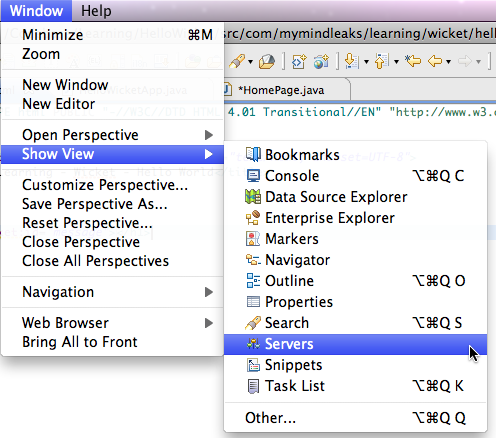 Window Help
Minimize ⌘M
Zoom
src/com/mymindleaks/learning/wicket/hel
New Window
New Editor
*HomePage.java
4.01 Transitional//EN" "http://www.w3.o
Open Perspective
Show View
Customize Perspective...
Save Perspective As...
Reset Perspective...
Close Perspective
Close All Perspectives
Navigation
Web Browser
Bring All to Front
Bookmarks
Console ⌥⌘Q C
Data Source Explorer
Enterprise Explorer
Markers
Navigator
Outline ⌥⌘Q O
Properties
Search ⌥⌘Q S
Servers
Snippets
Task List ⌥⌘Q K
Other... ⌥⌘Q Q